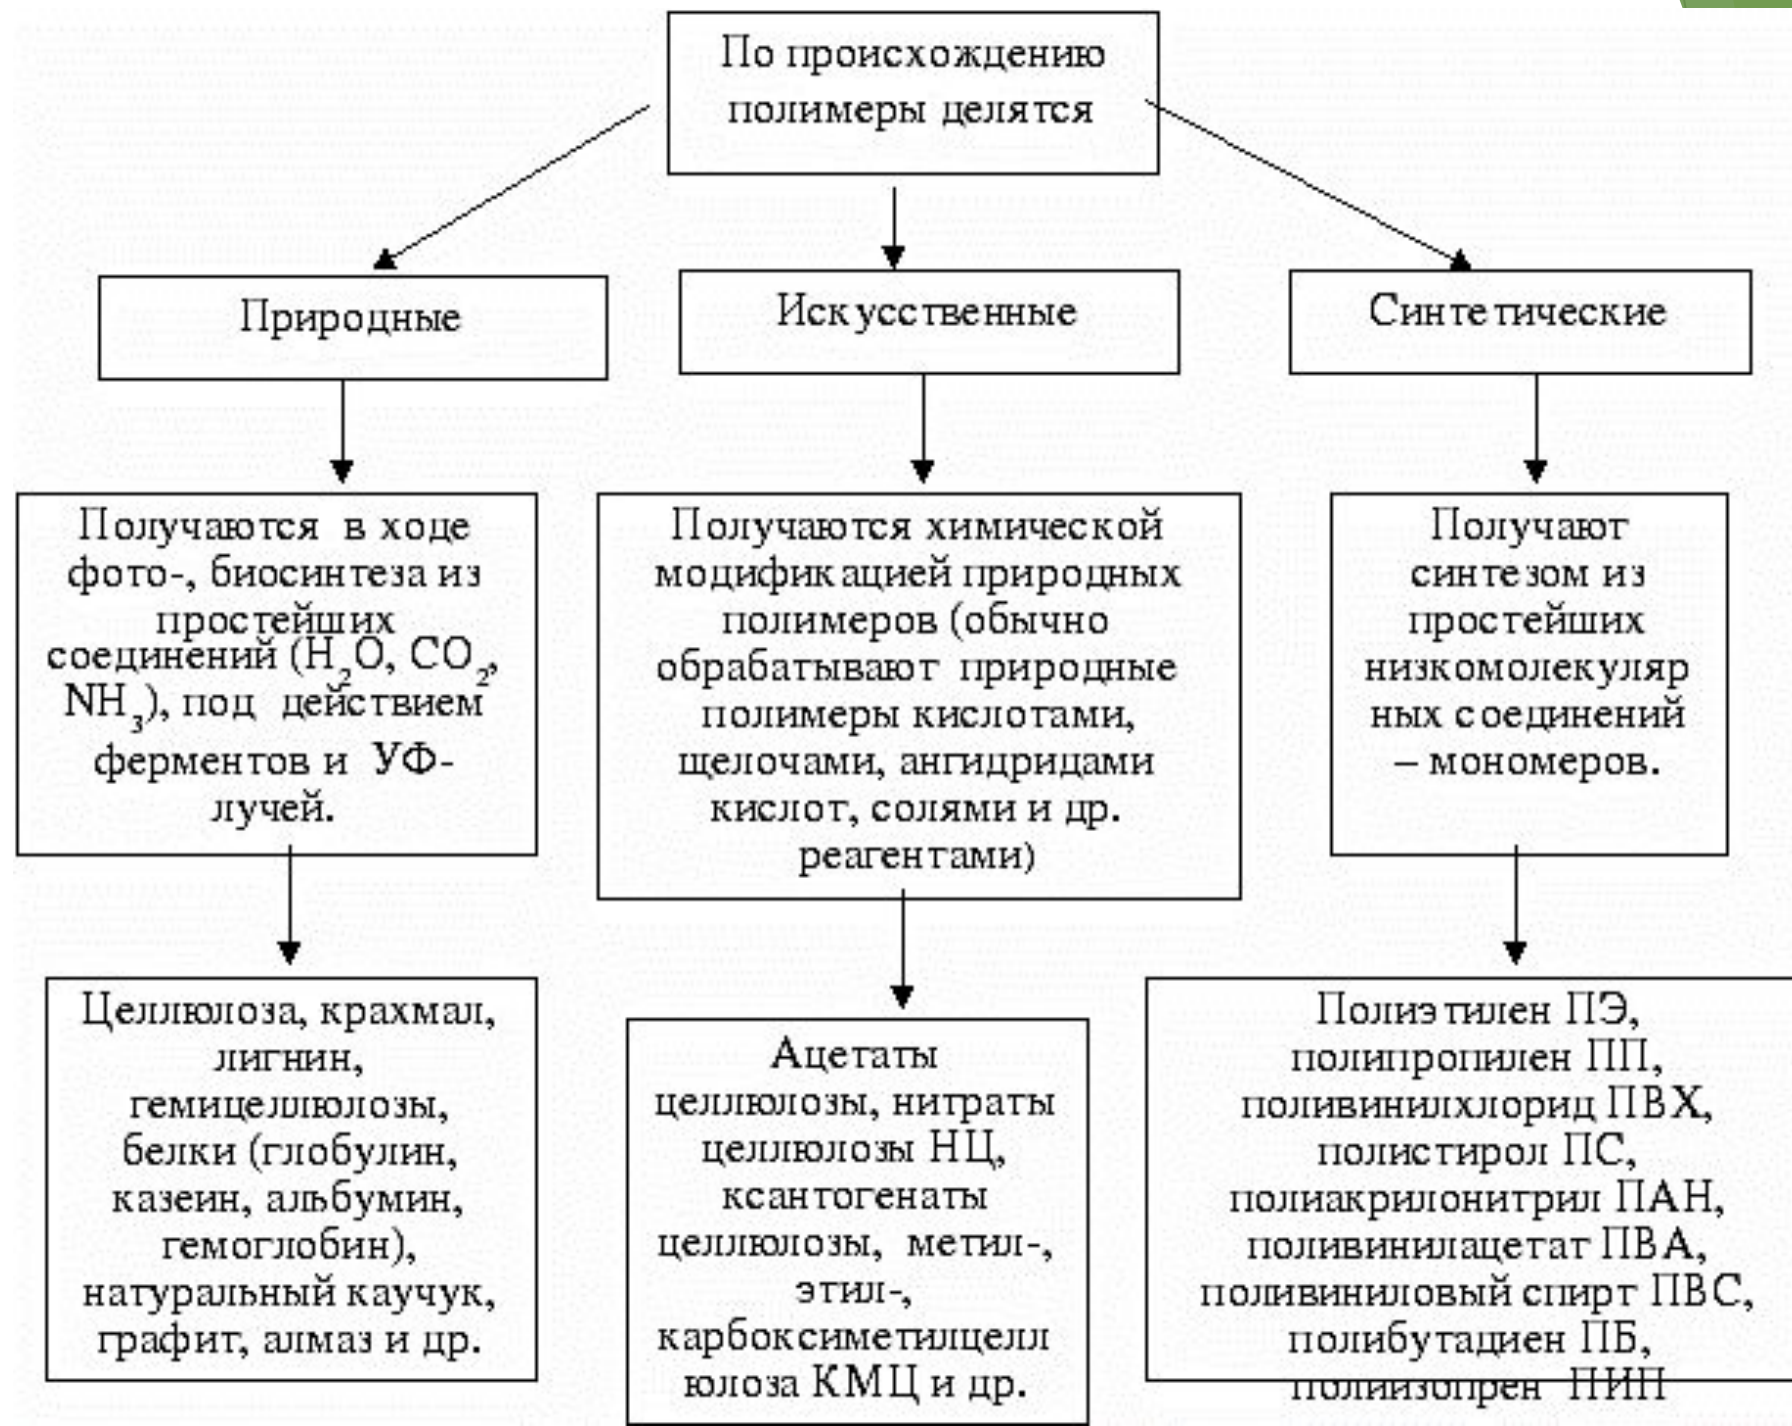 По происхождению
полимеры делятся
Природные
Искусственные
Синтетические
Получаются в ходе
фото-, биосинтеза из
простейших
соединений (H₂O, CO₂,
NH₃), под действием
ферментов и УФ-
лучей.
Получаются химической
модификацией природных
полимеров (обычно
обрабатывают природные
полимеры кислотами,
щелочами, ангидридами
кислот, солями и др.
реагентами)
Получают
синтезом из
простейших
низкомолекуляр
ных соединений
– мономеров.
Целлюлоза, крахмал,
лигнин,
гемицеллюлозы,
белки (глобулин,
казеин, альбумин,
гемоглобин),
натуральный каучук,
графит, алмаз и др.
Ацетаты
целлюлозы, нитраты
целлюлозы НЦ,
ксантогенаты
целлюлозы, метил-,
этил-,
карбоксиметилцелл
юлоза КМЦ и др.
Полиэтилен ПЭ,
полипропилен ПП,
поливинилхлорид ПВХ,
полистирол ПС,
полиакрилонитрил ПАН,
поливинилацетат ПВА,
поливиниловый спирт ПВС,
полибутадиен ПБ,
полиизопрен ПИП